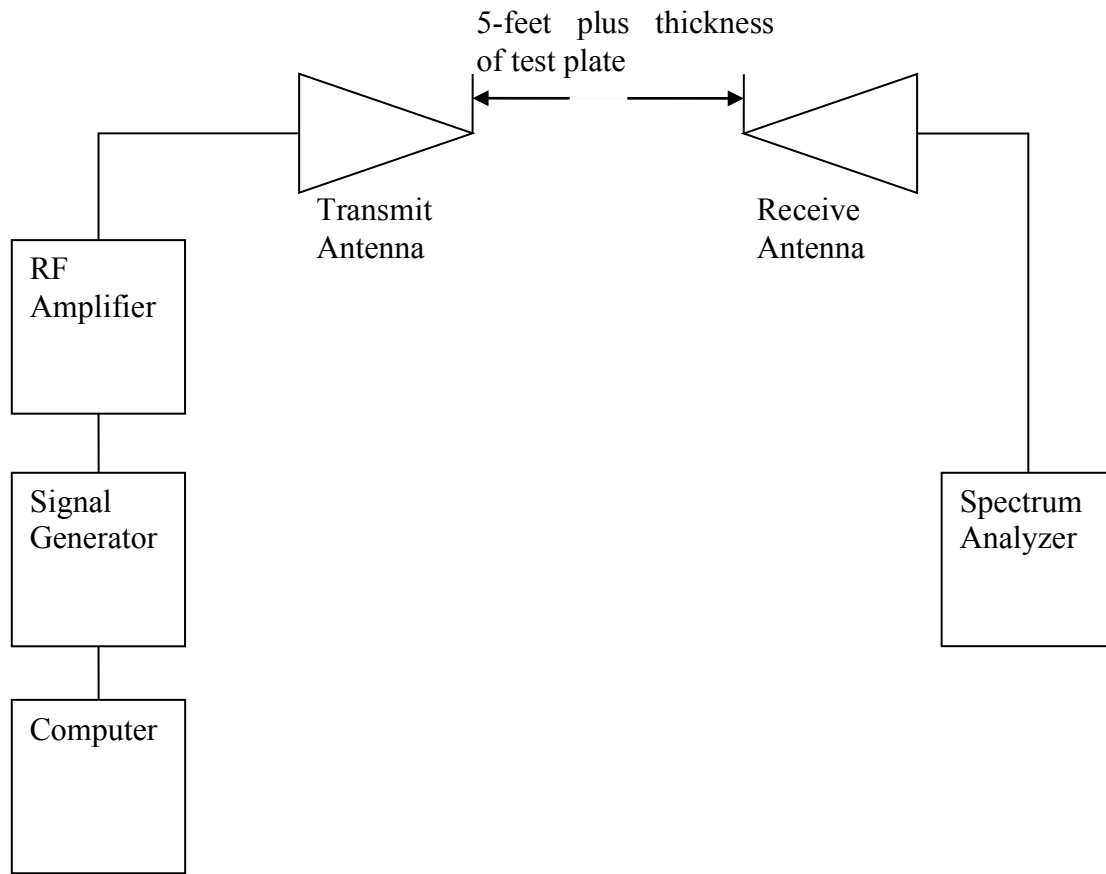 5-feet plus thickness
of test plate
Transmit
Antenna
Receive
Antenna
RF
Amplifier
Signal
Generator
Spectrum
Analyzer
Computer